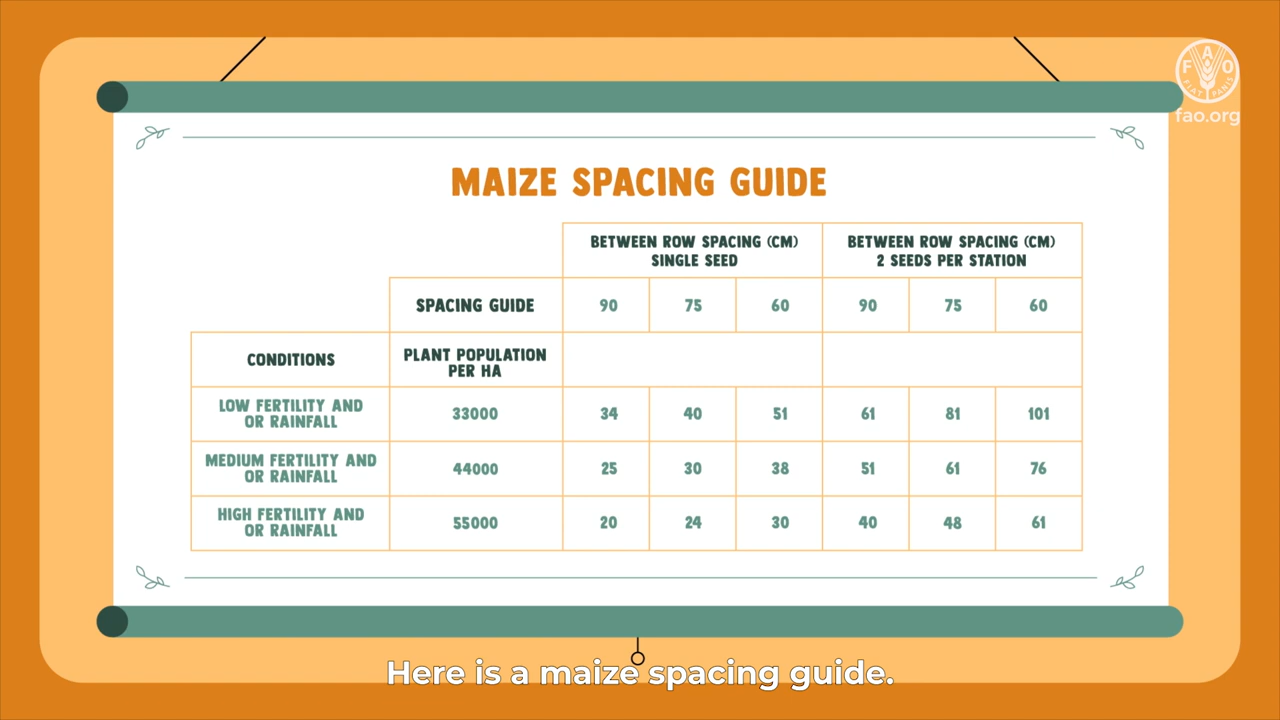 F A O
FIAT PANIS
fao.org
MAIZE SPACING GUIDE
BETWEEN ROW SPACING (CM)
SINGLE SEED
BETWEEN ROW SPACING (CM)
2 SEEDS PER STATION
SPACING GUIDE 90 75 60 90 75 60
CONDITIONS
PLANT POPULATION
PER HA
LOW FERTILITY AND
OR RAINFALL
33000 34 40 51 61 81 101
MEDIUM FERTILITY AND
OR RAINFALL
44000 25 30 38 51 61 76
HIGH FERTILITY AND
OR RAINFALL
55000 20 24 30 40 48 61
Here is a maize spacing guide.